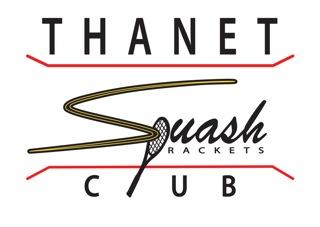 THANET
Squash
RACKETS
CLUB